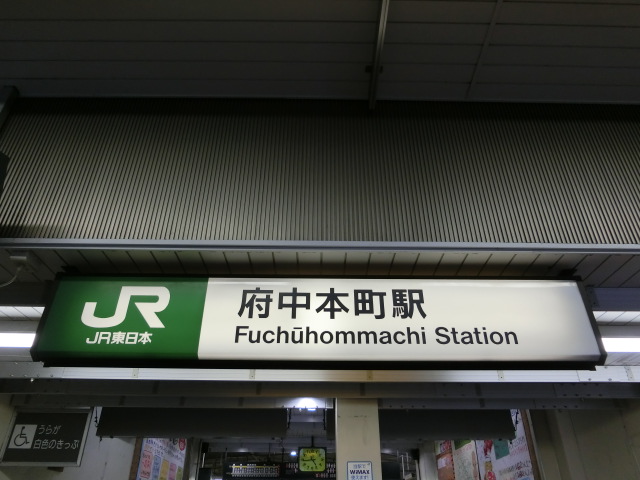 JR
JR東日本
府中本町駅
Fuchūhommachi Station
うらが
白色のきっぷ
WiMAX